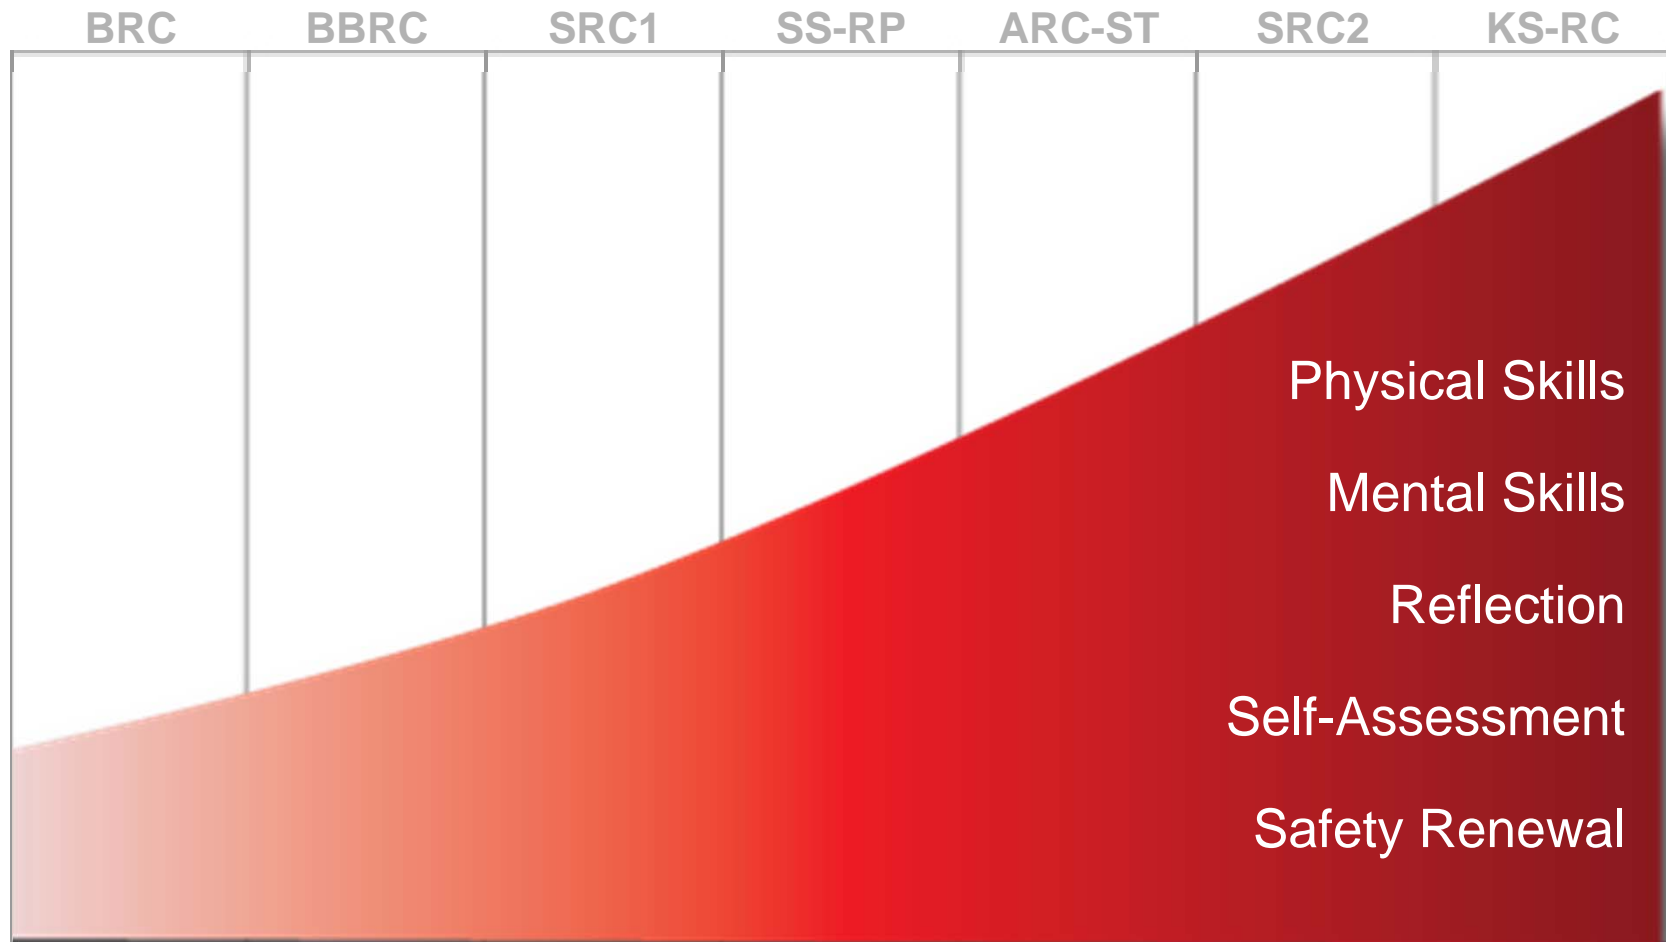 BRC BBRC SRC1 SS-RP ARC-ST SRC2 KS-RC
Physical Skills
Mental Skills
Reflection
Self-Assessment
Safety Renewal